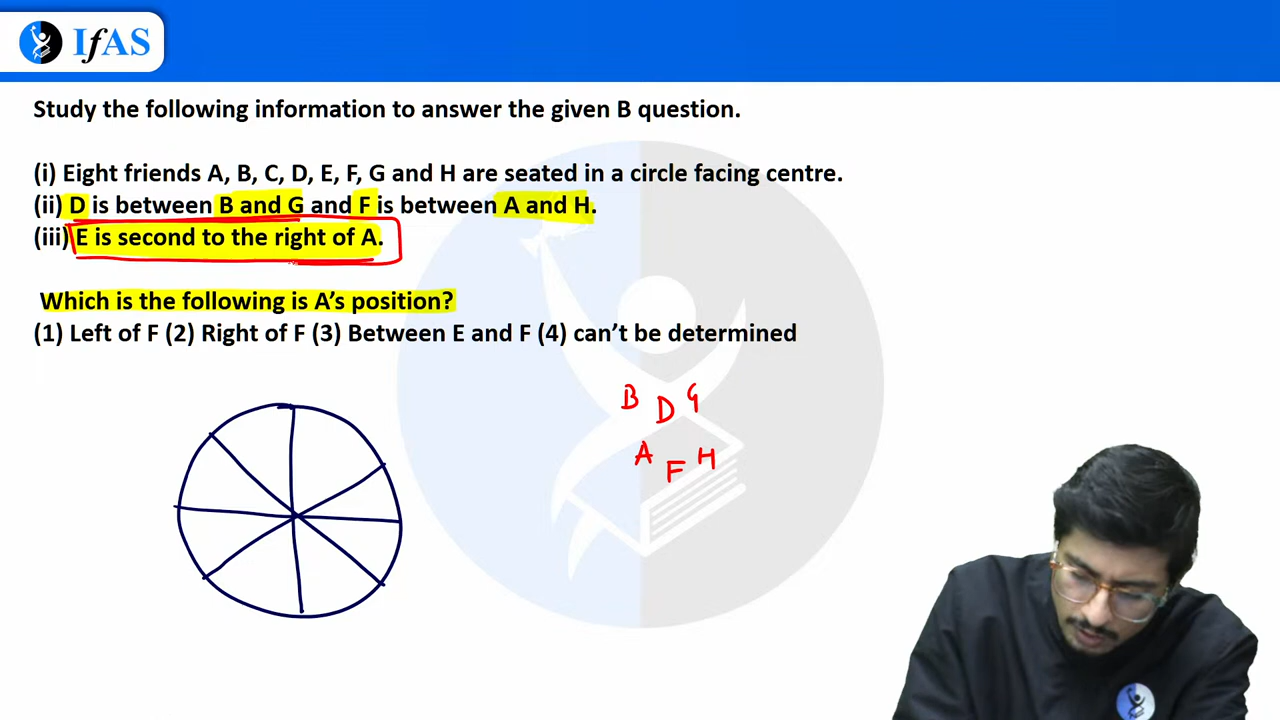 IfAS
Study the following information to answer the given B question.
(i) Eight friends A, B, C, D, E, F, G and H are seated in a circle facing centre.
(ii) D is between B and G and F is between A and H.
(iii) E is second to the right of A.
Which is the following is A’s position?
(1) Left of F (2) Right of F (3) Between E and F (4) can’t be determined
B D G
A F H